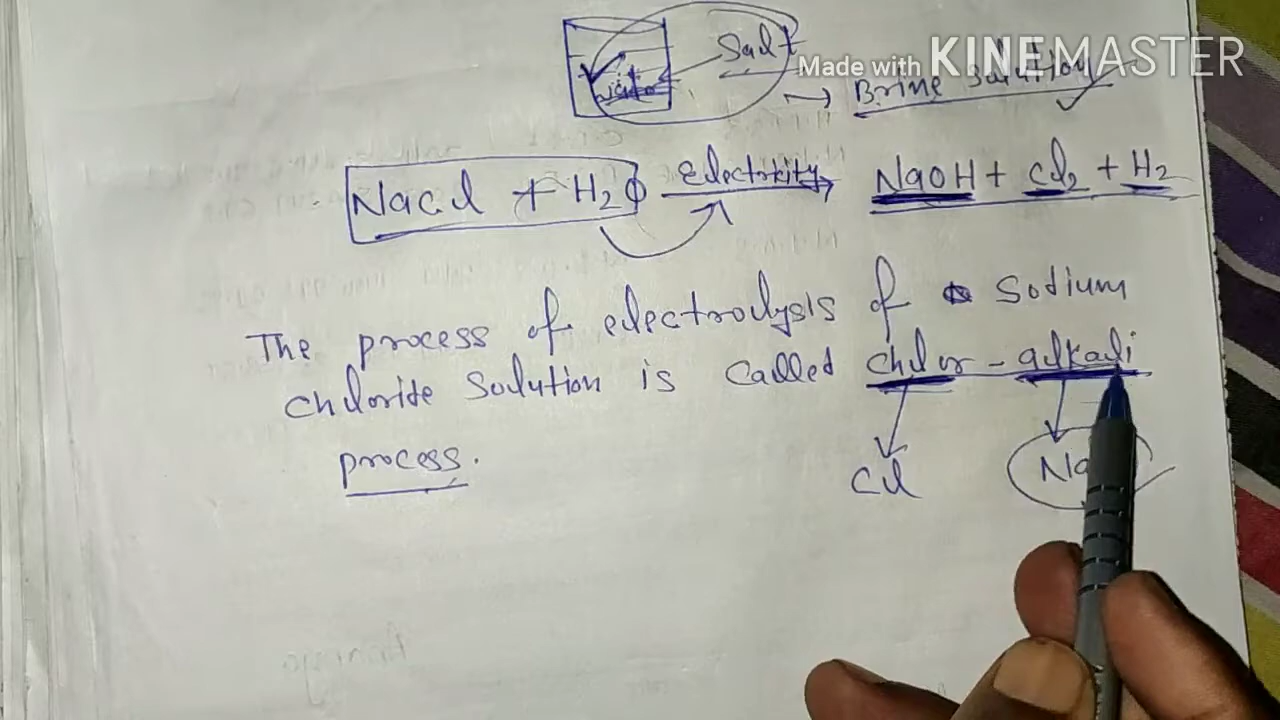 Salt
Made with KINEMASTER
water
→ Brine Solution
NaCl + H2O Electricity → NaOH + Cl2 + H2
The process of electrolysis of Sodium
chloride solution is called chlor-alkali
process.
Cl